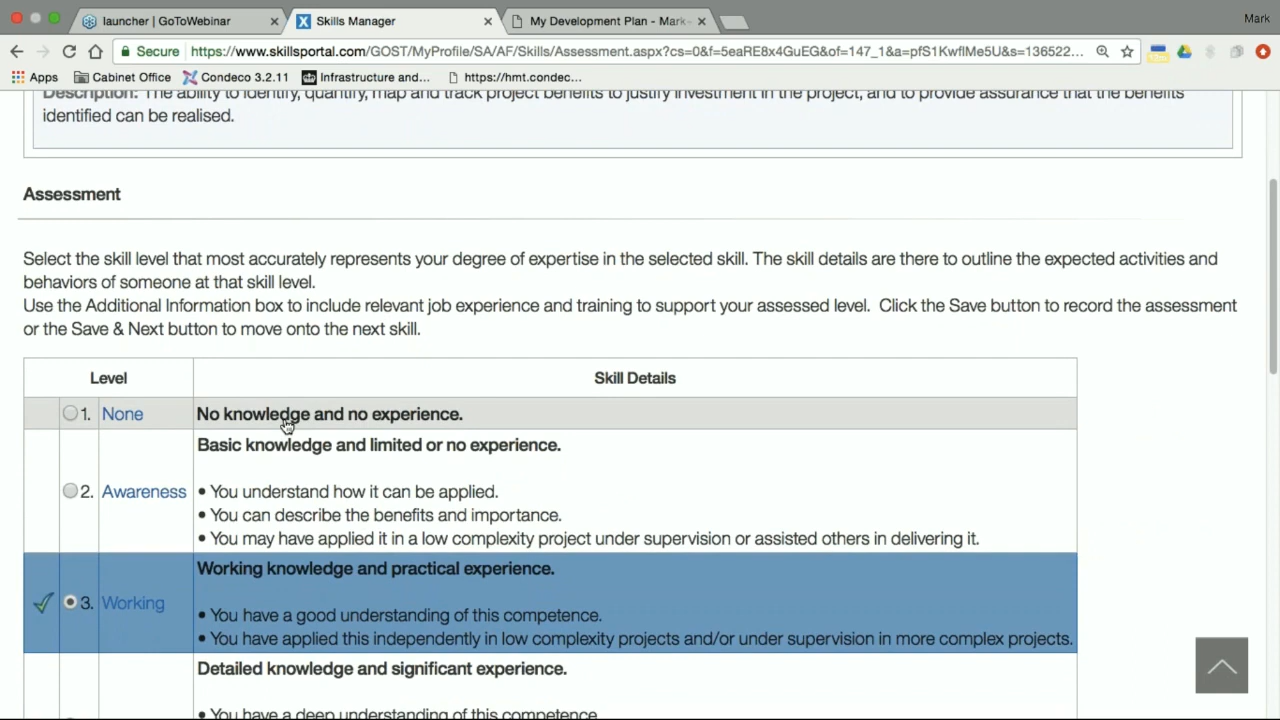 launcher | GoToWebinar
Skills Manager
My Development Plan - Mark-
Mark
Secure https://www.skillsportal.com/GOST/MyProfile/SA/AF/Skills/Assessment.aspx?cs=0&f=5eaRE8x4GuEG&of=147_1&a=pfS1KwflMe5U&s=136522...
Apps Cabinet Office Condeco 3.2.11 Infrastructure and... https://hmt.condec...
Description: The ability to identify, quantify, map and track project benefits to justify investment in the project, and to provide assurance that the benefits
identified can be realised.
Assessment
Select the skill level that most accurately represents your degree of expertise in the selected skill. The skill details are there to outline the expected activities and
behaviors of someone at that skill level.
Use the Additional Information box to include relevant job experience and training to support your assessed level. Click the Save button to record the assessment
or the Save & Next button to move onto the next skill.
Level Skill Details
1. None No knowledge and no experience.
Basic knowledge and limited or no experience.
2. Awareness • You understand how it can be applied.
• You can describe the benefits and importance.
• You may have applied it in a low complexity project under supervision or assisted others in delivering it.
Working knowledge and practical experience.
3. Working
• You have a good understanding of this competence.
• You have applied this independently in low complexity projects and/or under supervision in more complex projects.
Detailed knowledge and significant experience.
• You have a deep understanding of this competence.